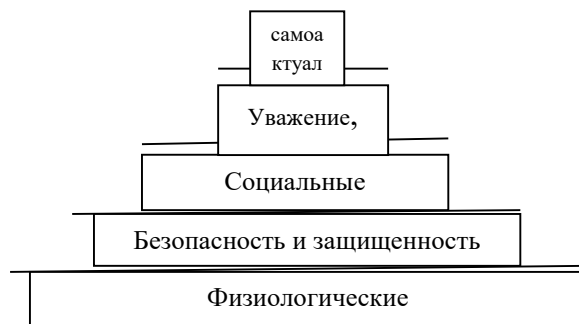 самоа
ктуал
Уважение,
Социальные
Безопасность и защищенность
Физиологические